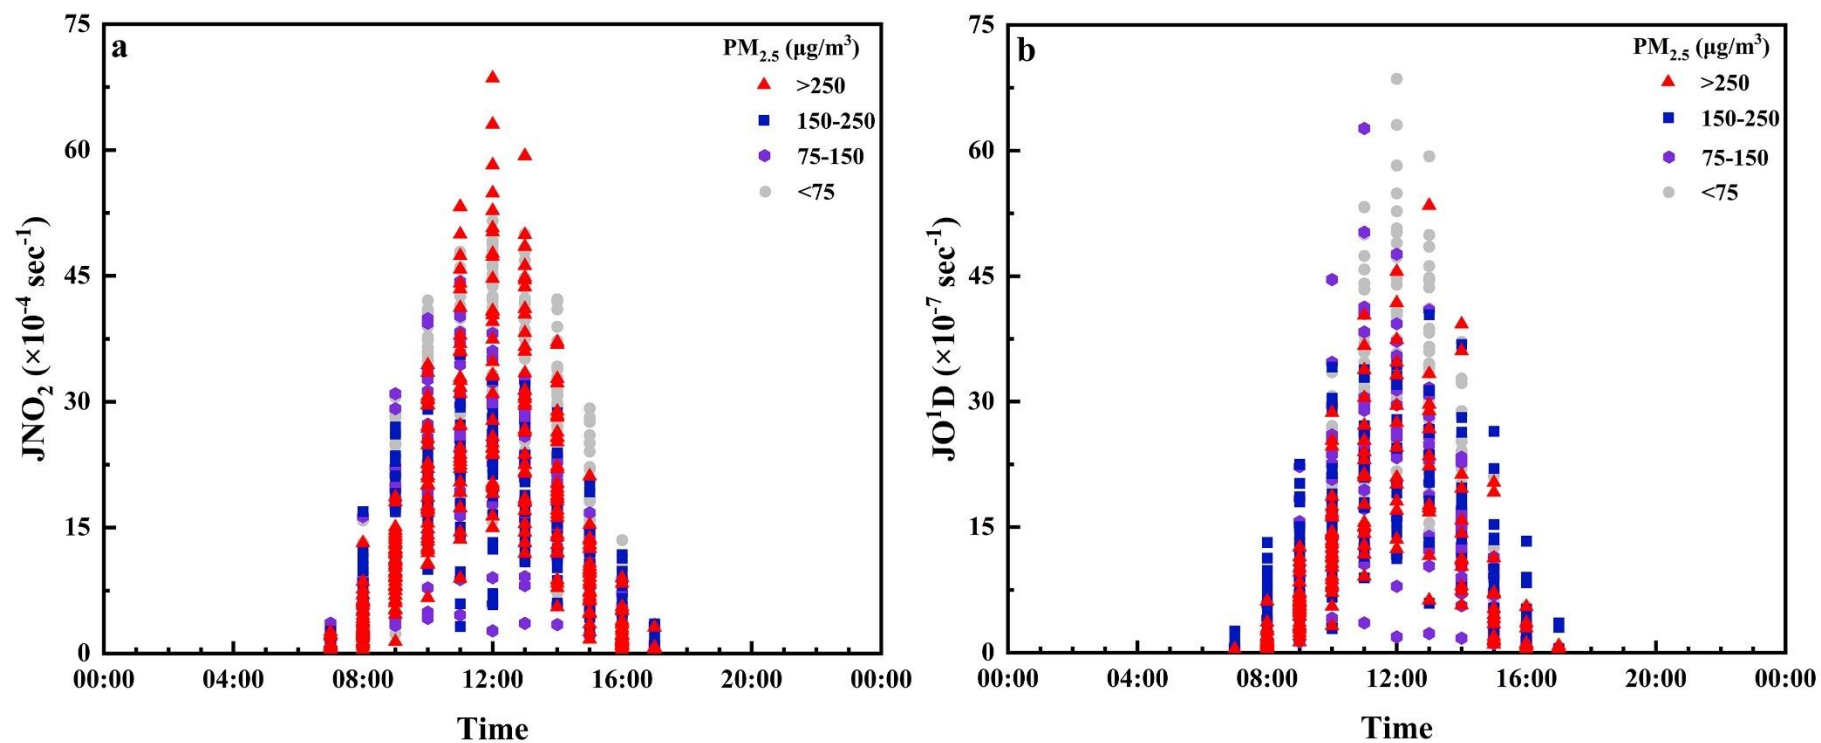 a
PM2.5 (μg/m³)
>250
150-250
75-150
<75
75
60
45
30
15
0
JNO2 (×10⁻⁴ sec⁻¹)
00:00 04:00 08:00 12:00 16:00 20:00 00:00
Time
b
PM2.5 (μg/m³)
>250
150-250
75-150
<75
75
60
45
30
15
0
JO¹D (×10⁻⁷ sec⁻¹)
00:00 04:00 08:00 12:00 16:00 20:00 00:00
Time